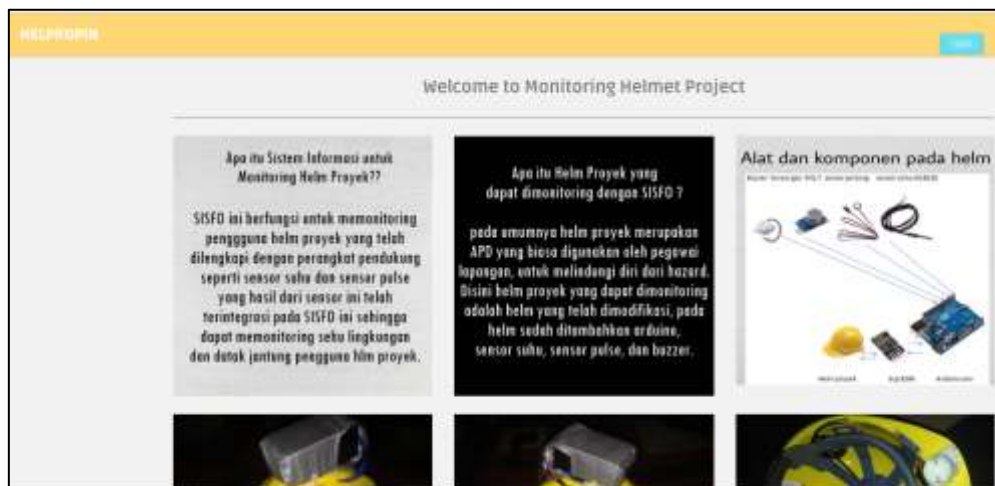 HELPROPIN
Welcome to Monitoring Helmet Project
Apa itu Sistem Informasi untuk
Monitoring Helm Proyek??
SISFO ini berfungsi untuk memonitoring
pengguna helm proyek yang telah
dilengkapi dengan perangkat pendukung
seperti sensor suhu dan sensor pulse
yang hasil dari sensor ini telah
terintegrasi pada SISFO ini sehingga
dapat memonitoring suhu lingkungan
dan detak jantung pengguna hlm proyek.
Apa itu Helm Proyek yang
dapat dimonitoring dengan SISFO ?
pada umumnya helm proyek merupakan
APD yang biasa digunakan oleh pegawai
lapangan, untuk melindungi diri dari hazard.
Disini helm proyek yang dapat dimonitoring
adalah helm yang telah dimodifikasi, pada
helm sudah ditambahkan arduino,
sensor suhu, sensor pulse, dan buzzer.
Alat dan komponen pada helm